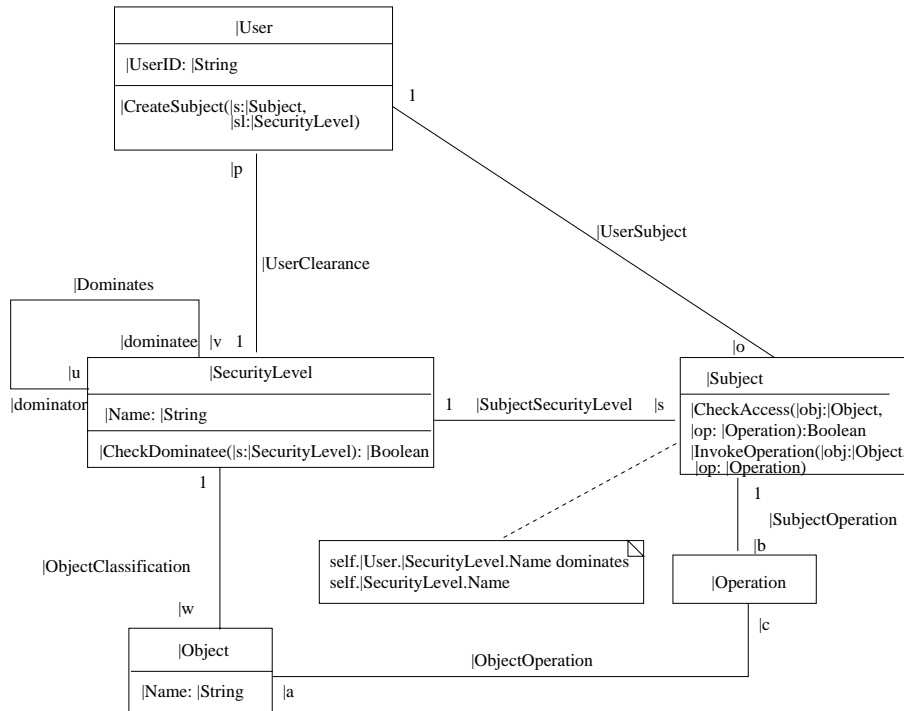 |User
|UserID: |String
|CreateSubject(|s:|Subject,
|sl:|SecurityLevel)
1
|p
|UserSubject
|UserClearance
|Dominates
|dominatee
|v
1
|o
|u
|dominator
|SecurityLevel
|Name: |String
|CheckDominatee(|s:|SecurityLevel): |Boolean
1
|SubjectSecurityLevel
|s
|Subject
|CheckAccess(|obj:|Object,
|op: |Operation):Boolean
|InvokeOperation(|obj:|Object,
|op: |Operation)
1
1
|SubjectOperation
|ObjectClassification
self.|User.|SecurityLevel.Name dominates
self.|SecurityLevel.Name
|b
|Operation
|w
|c
|Object
|Name: |String
|ObjectOperation
|a